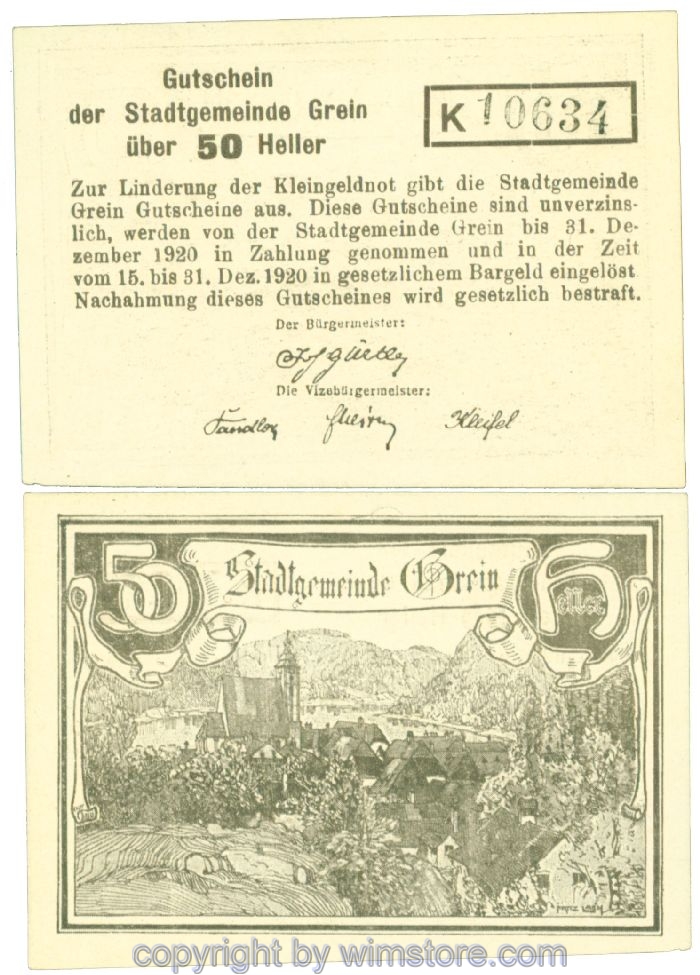 Gutschein
der Stadtgemeinde Grein
über 50 Heller
K 10634
Zur Linderung der Kleingeldnot gibt die Stadtgemeinde
Grein Gutscheine aus. Diese Gutscheine sind unverzins-
lich, werden von der Stadtgemeinde Grein bis 31. De-
zember 1920 in Zahlung genommen und in der Zeit
vom 15. bis 31. Dez. 1920 in gesetzlichem Bargeld eingelöst
Nachahmung dieses Gutscheines wird gesetzlich bestraft.
Der Bürgermeister:
Die Vizebürgermeister:
50 Stadtgemeinde Grein Heller
copyright by wimstore.com